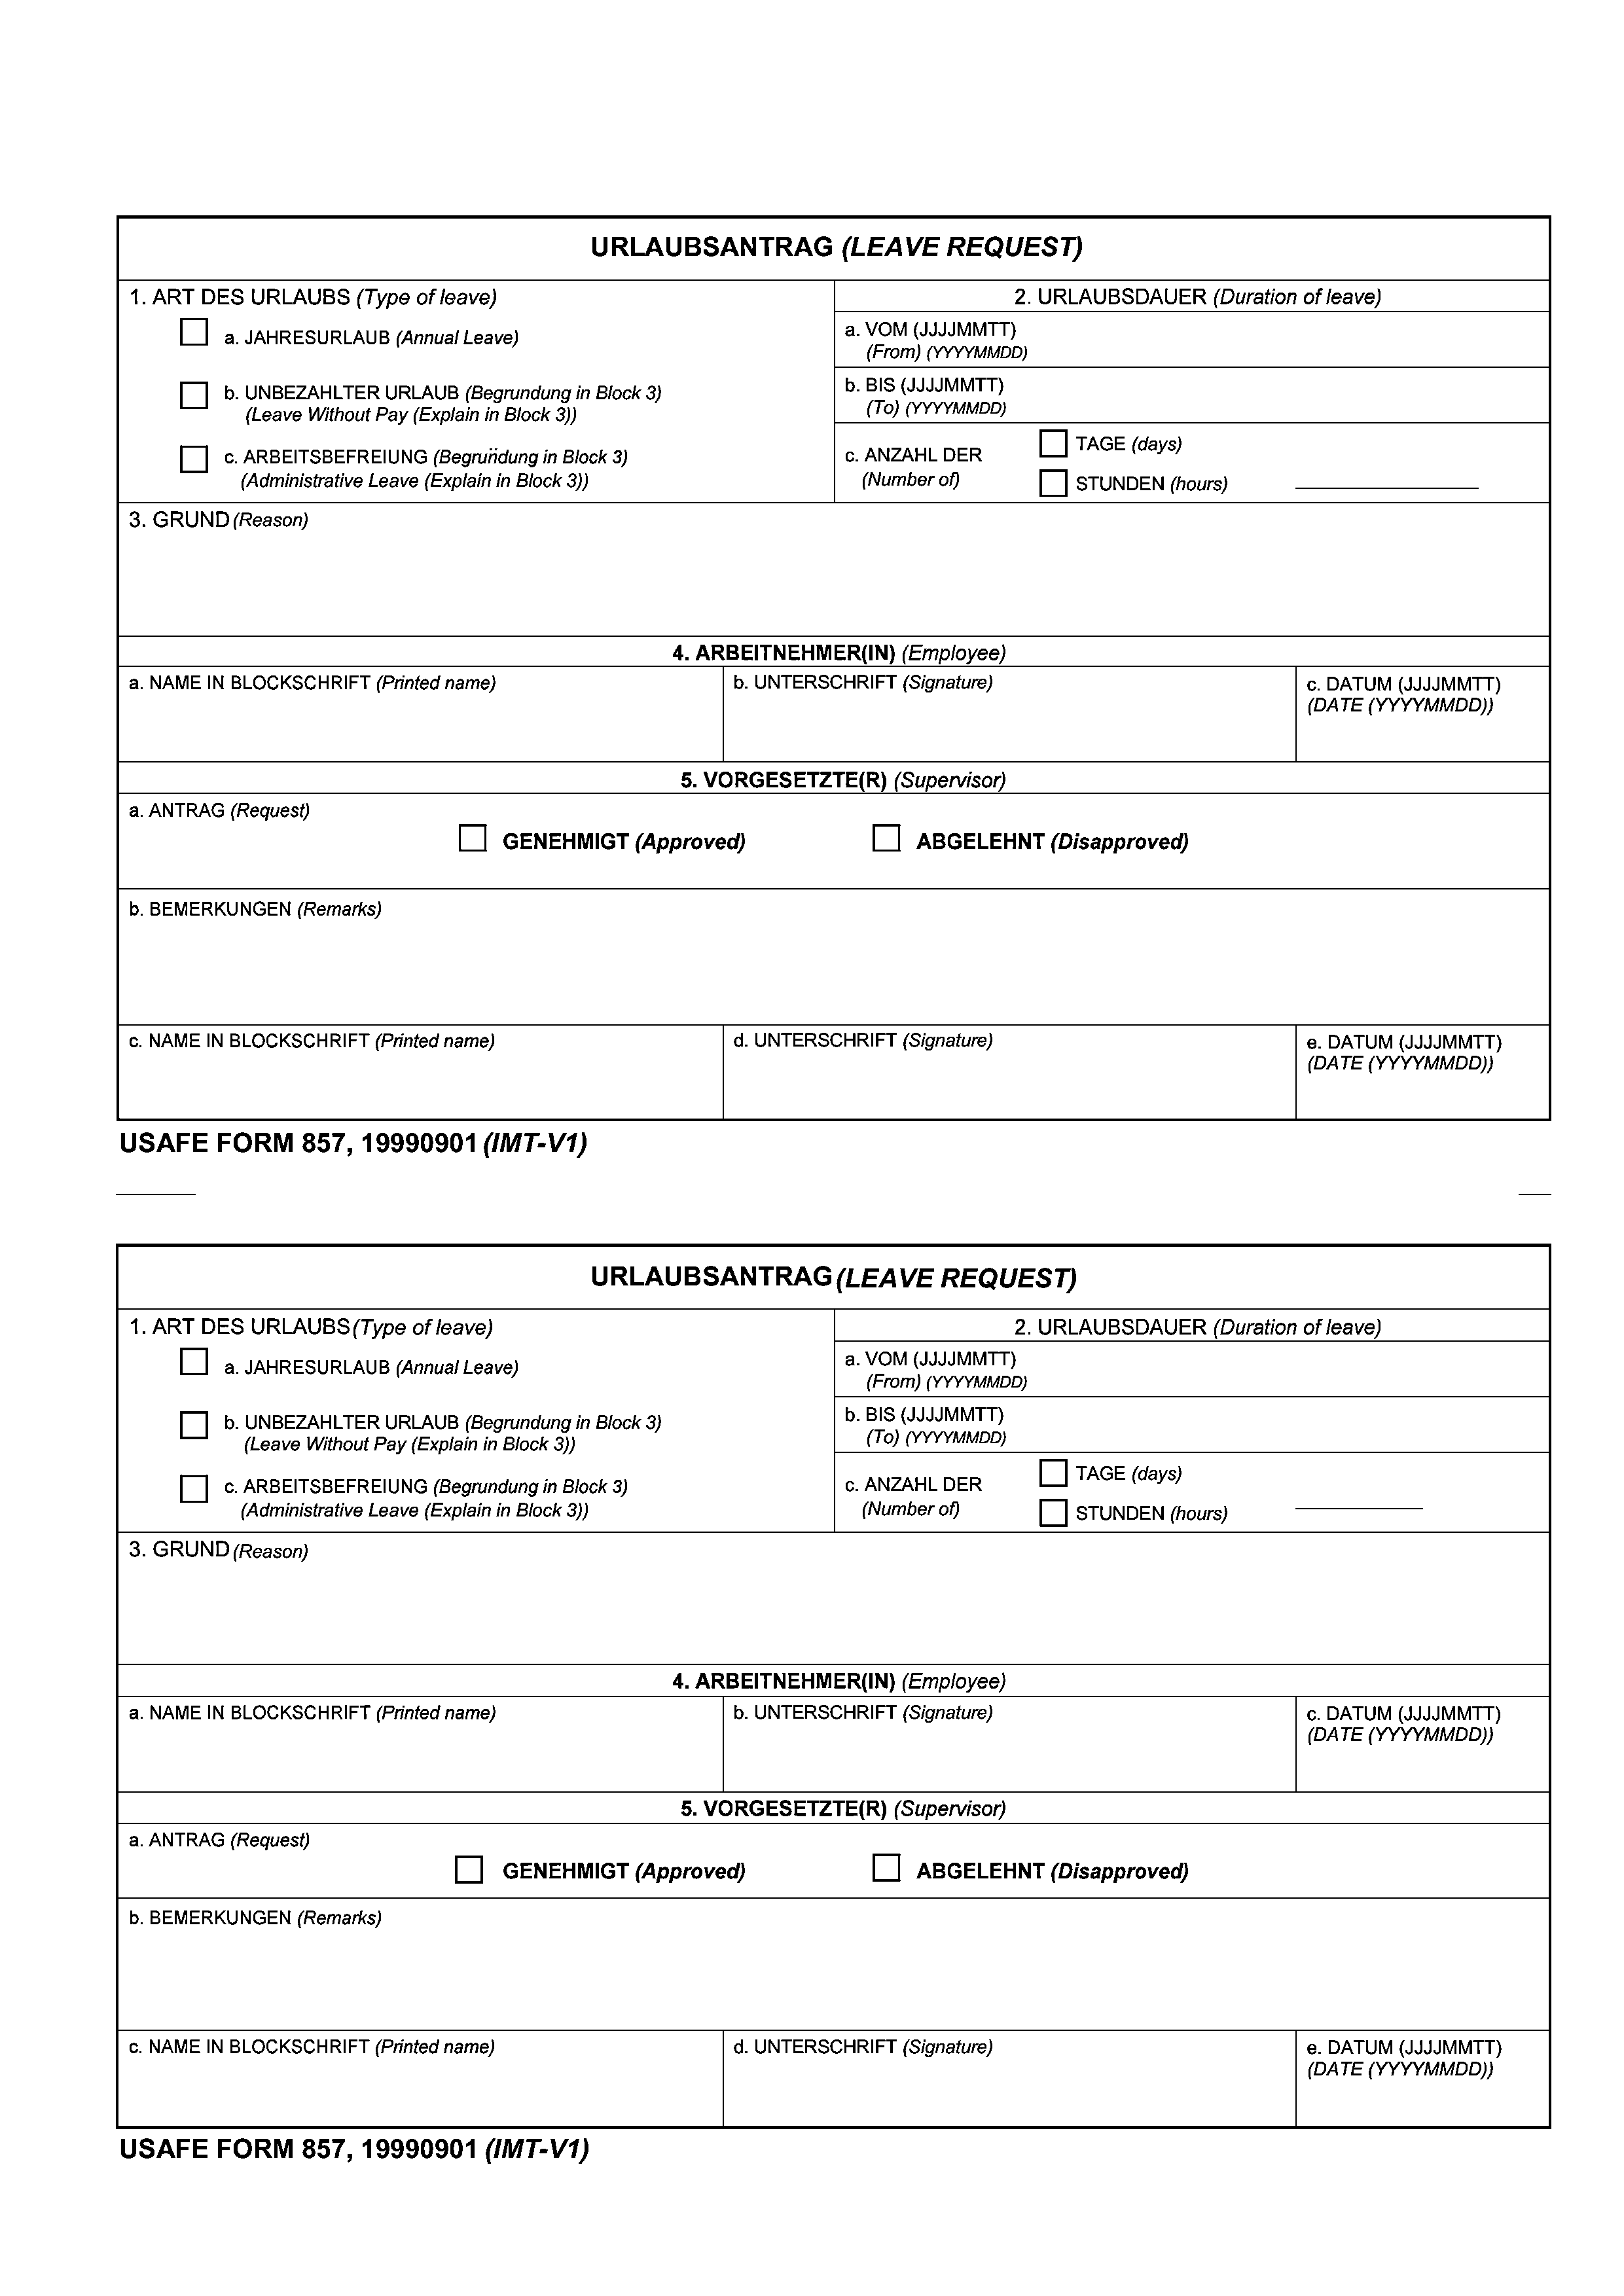 URLAUBSANTRAG (LEAVE REQUEST)
1. ART DES URLAUBS (Type of leave)
a. JAHRESURLAUB (Annual Leave)
b. UNBEZAHLTER URLAUB (Begrundung in Block 3)
(Leave Without Pay (Explain in Block 3))
c. ARBEITSBEFREIUNG (Begründung in Block 3)
(Administrative Leave (Explain in Block 3))
2. URLAUBSDAUER (Duration of leave)
a. VOM (JJJJMMTT)
(From) (YYYYMMDD)
b. BIS (JJJJMMTT)
(To) (YYYYMMDD)
c. ANZAHL DER
(Number of)
TAGE (days)
STUNDEN (hours)
3. GRUND (Reason)
4. ARBEITNEHMER(IN) (Employee)
a. NAME IN BLOCKSCHRIFT (Printed name)
b. UNTERSCHRIFT (Signature)
c. DATUM (JJJJMMTT)
(DATE (YYYYMMDD))
5. VORGESETZTE(R) (Supervisor)
a. ANTRAG (Request)
GENEHMIGT (Approved)
ABGELEHNT (Disapproved)
b. BEMERKUNGEN (Remarks)
c. NAME IN BLOCKSCHRIFT (Printed name)
d. UNTERSCHRIFT (Signature)
e. DATUM (JJJJMMTT)
(DATE (YYYYMMDD))
USAFE FORM 857, 19990901 (IMT-V1)
URLAUBSANTRAG (LEAVE REQUEST)
1. ART DES URLAUBS (Type of leave)
a. JAHRESURLAUB (Annual Leave)
b. UNBEZAHLTER URLAUB (Begrundung in Block 3)
(Leave Without Pay (Explain in Block 3))
c. ARBEITSBEFREIUNG (Begrundung in Block 3)
(Administrative Leave (Explain in Block 3))
2. URLAUBSDAUER (Duration of leave)
a. VOM (JJJJMMTT)
(From) (YYYYMMDD)
b. BIS (JJJJMMTT)
(To) (YYYYMMDD)
c. ANZAHL DER
(Number of)
TAGE (days)
STUNDEN (hours)
3. GRUND (Reason)
4. ARBEITNEHMER(IN) (Employee)
a. NAME IN BLOCKSCHRIFT (Printed name)
b. UNTERSCHRIFT (Signature)
c. DATUM (JJJJMMTT)
(DATE (YYYYMMDD))
5. VORGESETZTE(R) (Supervisor)
a. ANTRAG (Request)
GENEHMIGT (Approved)
ABGELEHNT (Disapproved)
b. BEMERKUNGEN (Remarks)
c. NAME IN BLOCKSCHRIFT (Printed name)
d. UNTERSCHRIFT (Signature)
e. DATUM (JJJJMMTT)
(DATE (YYYYMMDD))
USAFE FORM 857, 19990901 (IMT-V1)